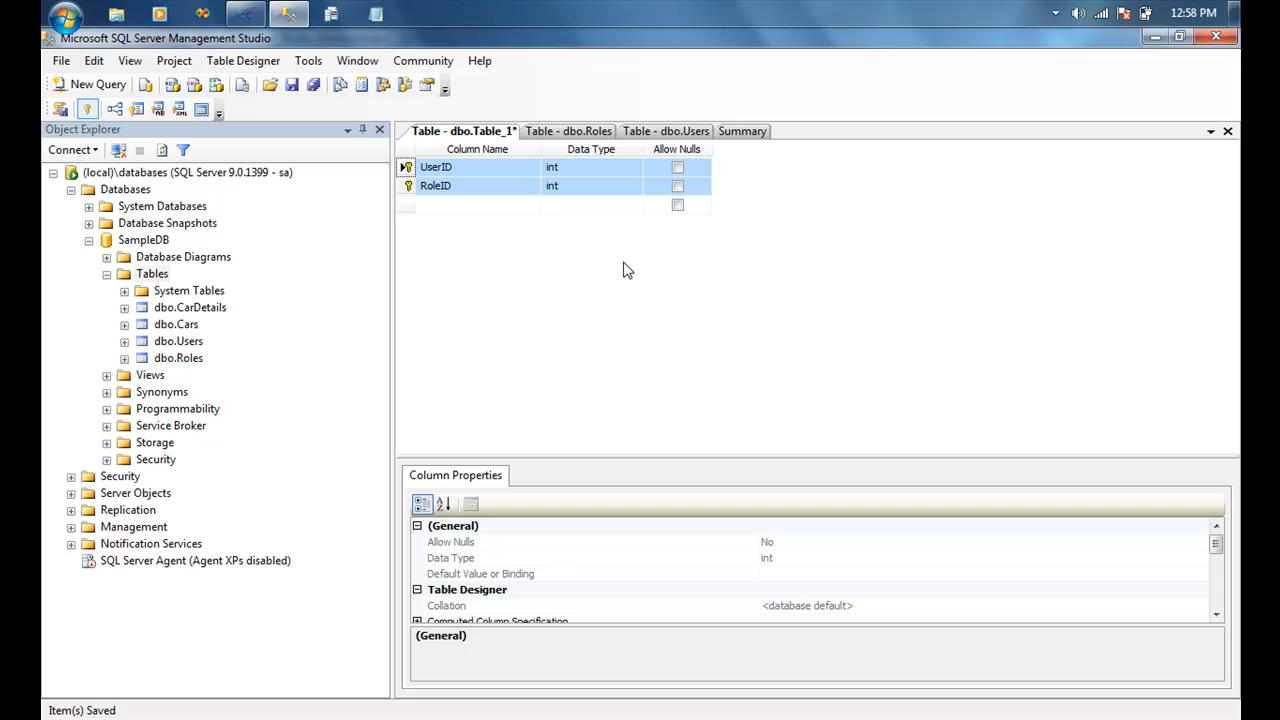 12:58 PM
Microsoft SQL Server Management Studio
File Edit View Project Table Designer Tools Window Community Help
New Query
Object Explorer
Table - dbo.Table_1* Table - dbo.Roles Table - dbo.Users Summary
Connect
Column Name Data Type Allow Nulls
UserID int
RoleID int
(local)\databases (SQL Server 9.0.1399 - sa)
Databases
System Databases
Database Snapshots
SampleDB
Database Diagrams
Tables
System Tables
dbo.CarDetails
dbo.Cars
dbo.Users
dbo.Roles
Views
Synonyms
Programmability
Service Broker
Storage
Security
Security
Server Objects
Replication
Management
Notification Services
SQL Server Agent (Agent XPs disabled)
Column Properties
(General)
Allow Nulls No
Data Type int
Default Value or Binding
Table Designer
Collation <database default>
Computed Column Specification
(General)
Item(s) Saved